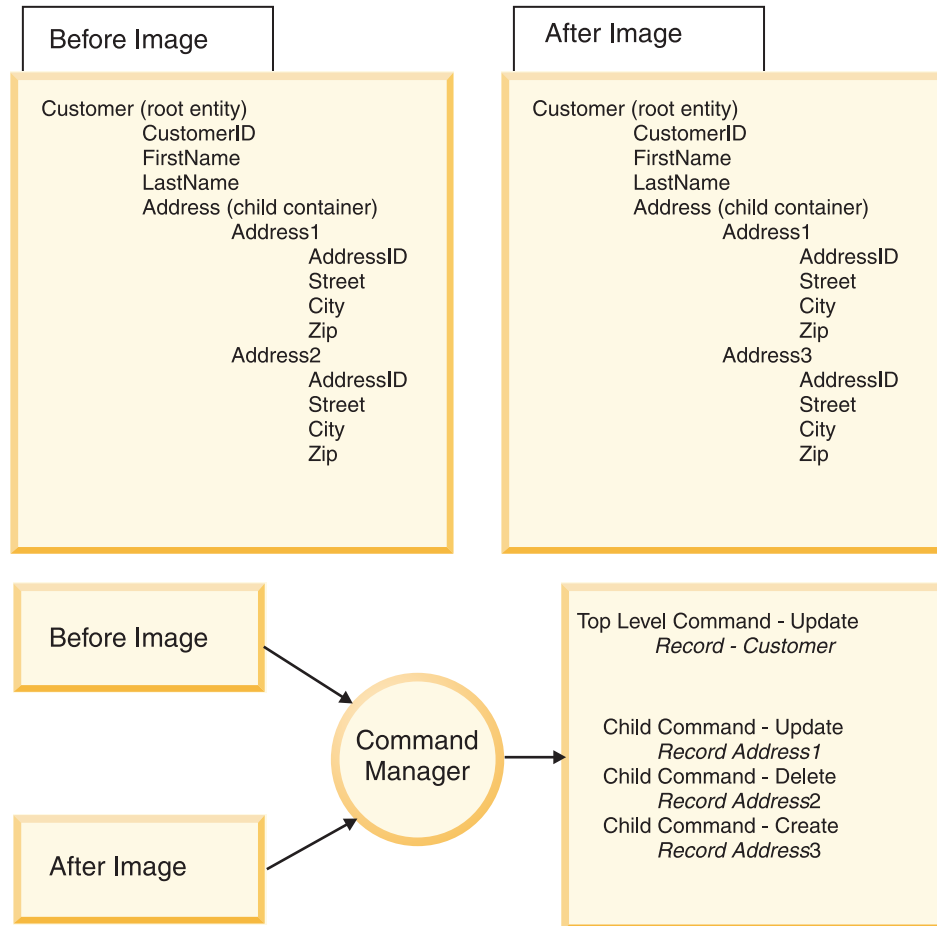 Before Image
Customer (root entity)
CustomerID
FirstName
LastName
Address (child container)
Address1
AddressID
Street
City
Zip
Address2
AddressID
Street
City
Zip
After Image
Customer (root entity)
CustomerID
FirstName
LastName
Address (child container)
Address1
AddressID
Street
City
Zip
Address3
AddressID
Street
City
Zip
Before Image
After Image
Command
Manager
Top Level Command - Update
Record - Customer
Child Command - Update
Record Address1
Child Command - Delete
Record Address2
Child Command - Create
Record Address3